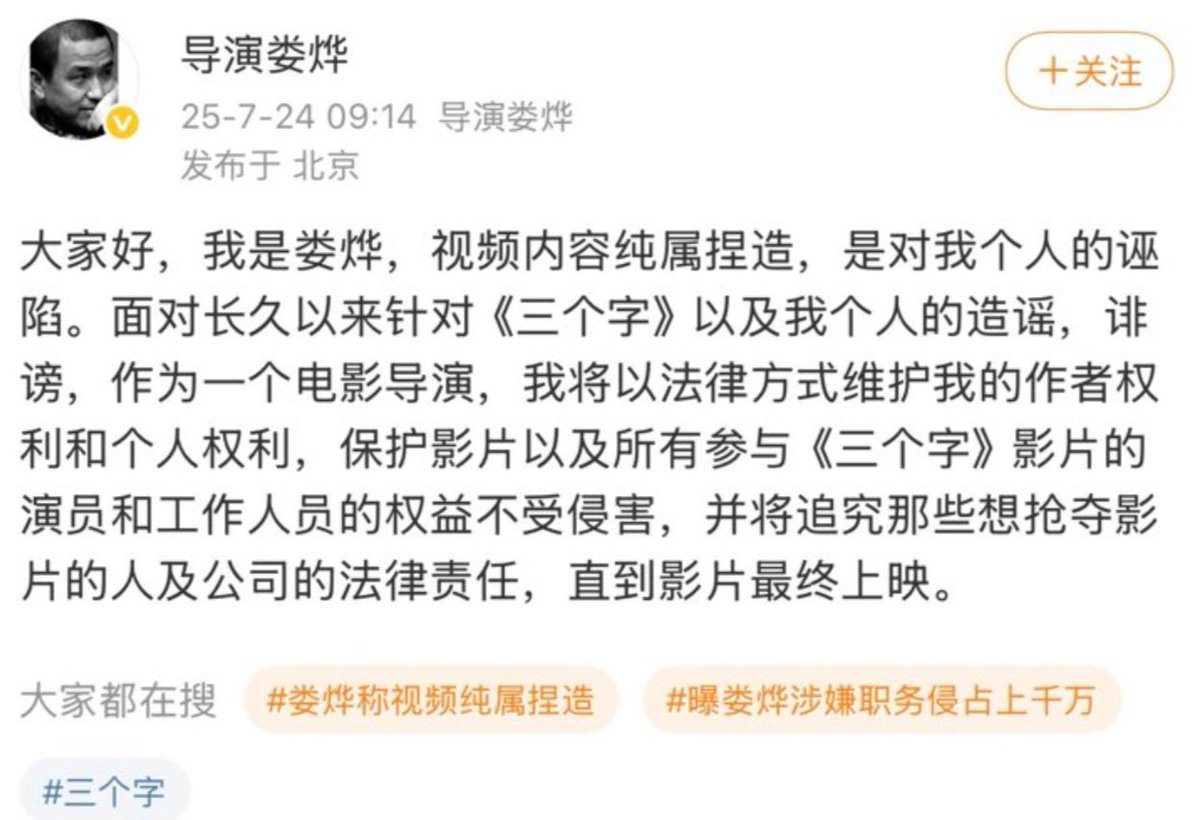 导演娄烨
+关注
25-7-24 09:14 导演娄烨
发布于 北京
大家好，我是娄烨，视频内容纯属捏造，是对我个人的诬
陷。面对长久以来针对《三个字》以及我个人的造谣，诽
谤，作为一个电影导演，我将以法律方式维护我的作者权
利和个人权利，保护影片以及所有参与《三个字》影片的
演员和工作人员的权益不受侵害，并将追究那些想抢夺影
片的人及公司的法律责任，直到影片最终上映。
大家都在搜 #娄烨称视频纯属捏造 #曝娄烨涉嫌职务侵占上千万
#三个字